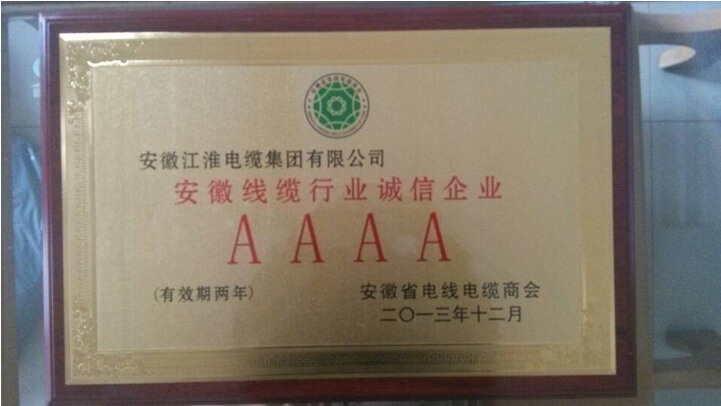 安徽江淮电缆集团有限公司
安徽线缆行业诚信企业
AAAA
(有效期两年)
安徽省电线电缆商会
二〇一三年十二月